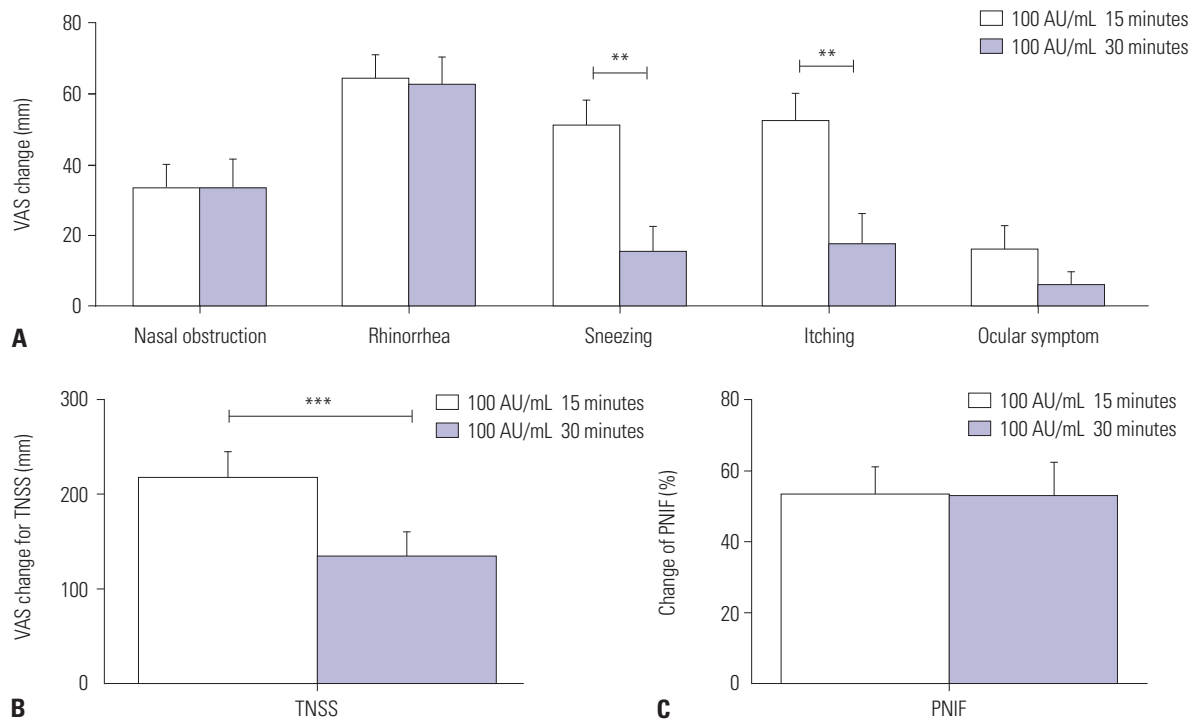 100 AU/mL 15 minutes
100 AU/mL 30 minutes
VAS change (mm)
80
60
40
20
0
**
**
Nasal obstruction
Rhinorrhea
Sneezing
Itching
Ocular symptom
A
100 AU/mL 15 minutes
100 AU/mL 30 minutes
VAS change for TNSS (mm)
300
200
100
0
***
TNSS
B
100 AU/mL 15 minutes
100 AU/mL 30 minutes
Change of PNIF (%)
80
60
40
20
0
PNIF
C